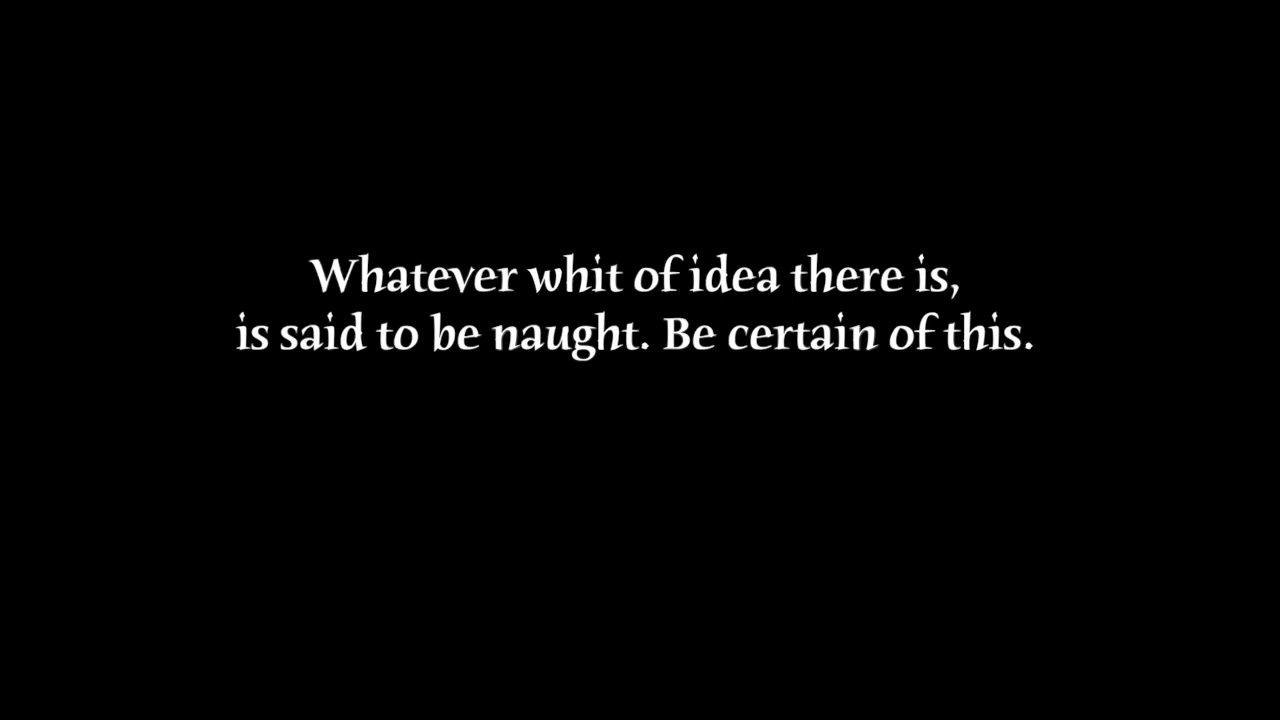 Whatever whit of idea there is,
is said to be naught. Be certain of this.